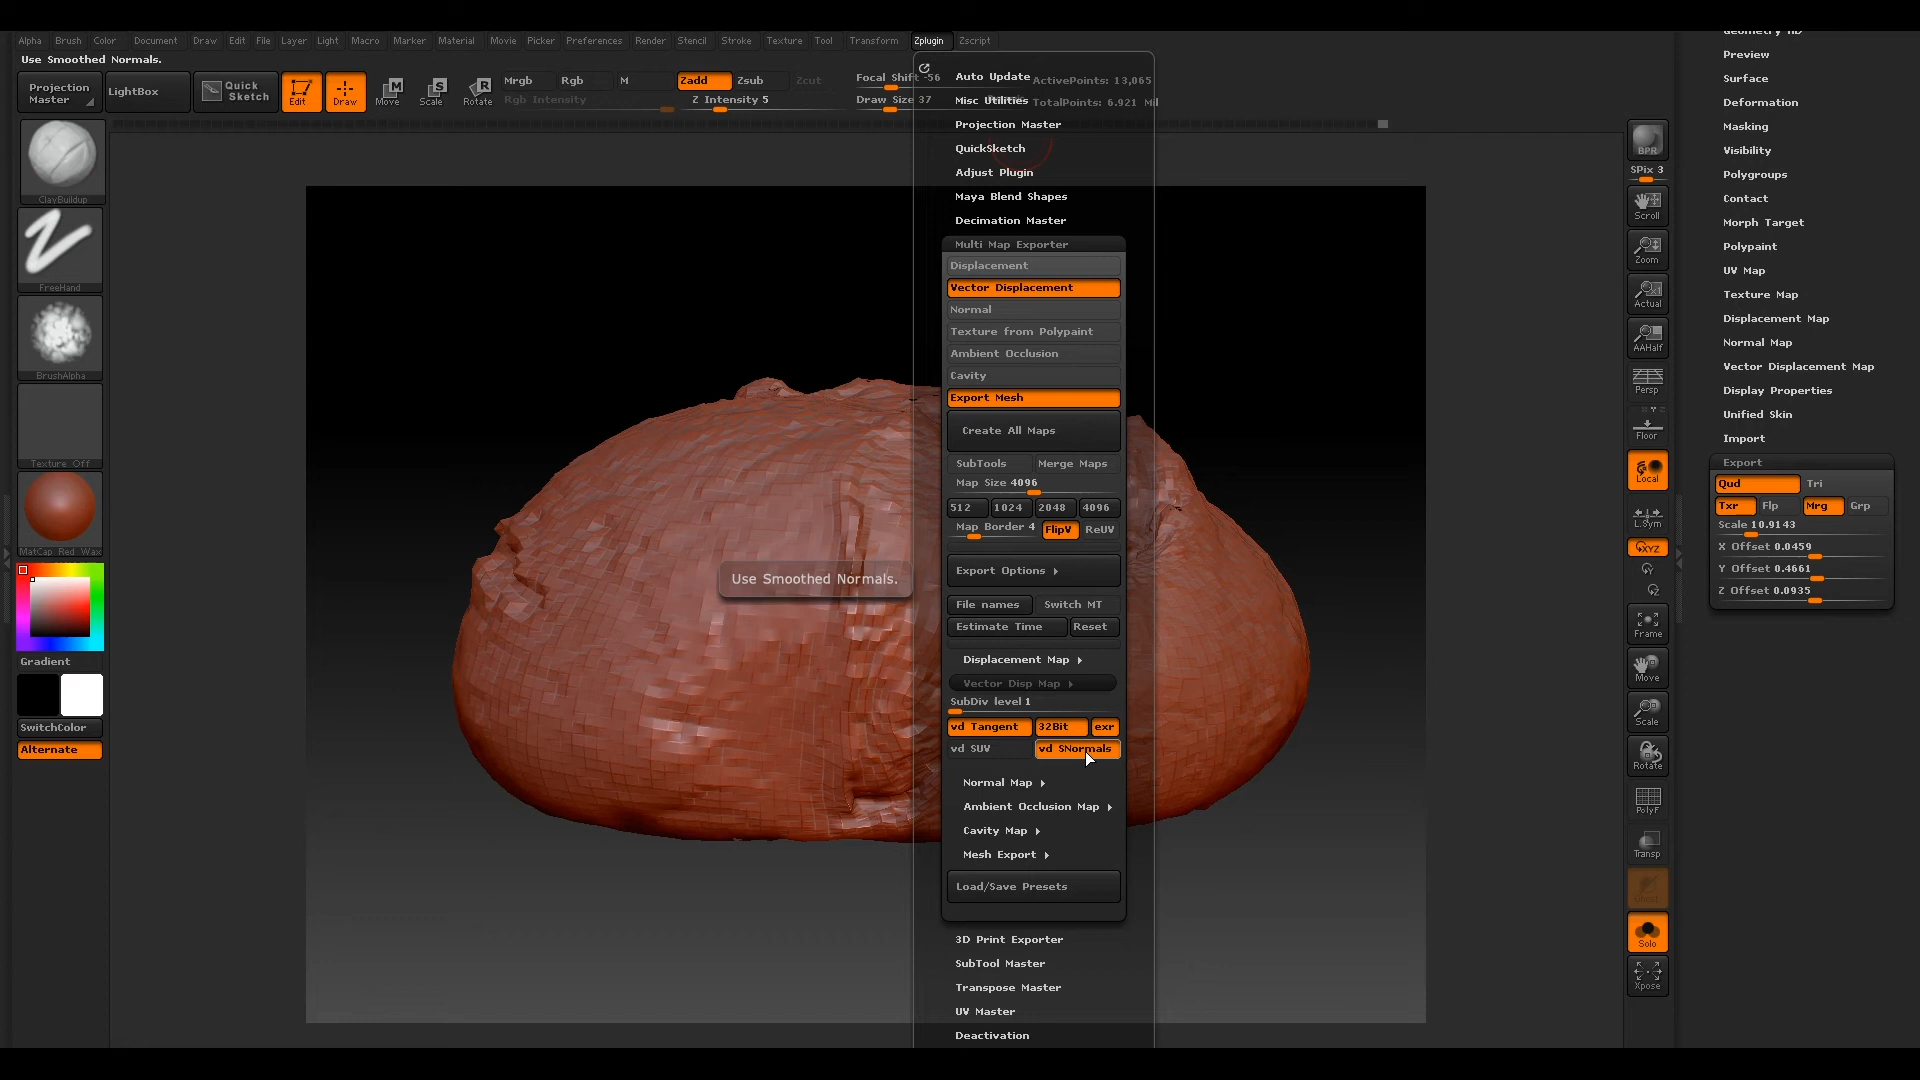 Geometry HD
Alpha Brush Color Document Draw Edit File Layer Light Macro Marker Material Movie Picker Preferences Render Stencil Stroke Texture Tool Transform Zplugin Zscript
Use Smoothed Normals.
Projection Master
LightBox
Quick Sketch
Edit
Draw
Move
Scale
Rotate
Mrgb Rgb M Zadd Zsub Zcut
Rgb Intensity
Z Intensity 5
Focal Shift -56
Draw Size 37
ActivePoints: 13,065
TotalPoints: 6.921 Mil
ClayBuildup
FreeHand
BrushAlpha
Texture Off
MatCap Red Wax
Gradient
SwitchColor
Alternate
Use Smoothed Normals.
Auto Update
Misc Utilities
Projection Master
QuickSketch
Adjust Plugin
Maya Blend Shapes
Decimation Master
Multi Map Exporter
Displacement
Vector Displacement
Normal
Texture from Polypaint
Ambient Occlusion
Cavity
Export Mesh
Create All Maps
SubTools Merge Maps
Map Size 4096
512 1024 2048 4096
Map Border 4 FlipV ReUV
Export Options
File names Switch MT
Estimate Time Reset
Displacement Map
Vector Disp Map
SubDiv level 1
vd Tangent 32Bit exr
vd SUV vd SNormals
Normal Map
Ambient Occlusion Map
Cavity Map
Mesh Export
Load/Save Presets
3D Print Exporter
SubTool Master
Transpose Master
UV Master
Deactivation
BPR
SPix 3
Scroll
Zoom
Actual
AAHalf
Persp
Floor
Local
L.Sym
XYZ
Frame
Move
Scale
Rotate
PolyF
Transp
Ghost
Solo
Xpose
Preview
Surface
Deformation
Masking
Visibility
Polygroups
Contact
Morph Target
Polypaint
UV Map
Texture Map
Displacement Map
Normal Map
Vector Displacement Map
Display Properties
Unified Skin
Import
Export
Qud Tri
Txr Flp Mrg Grp
Scale 10.9143
X Offset 0.0459
Y Offset 0.4661
Z Offset 0.0935